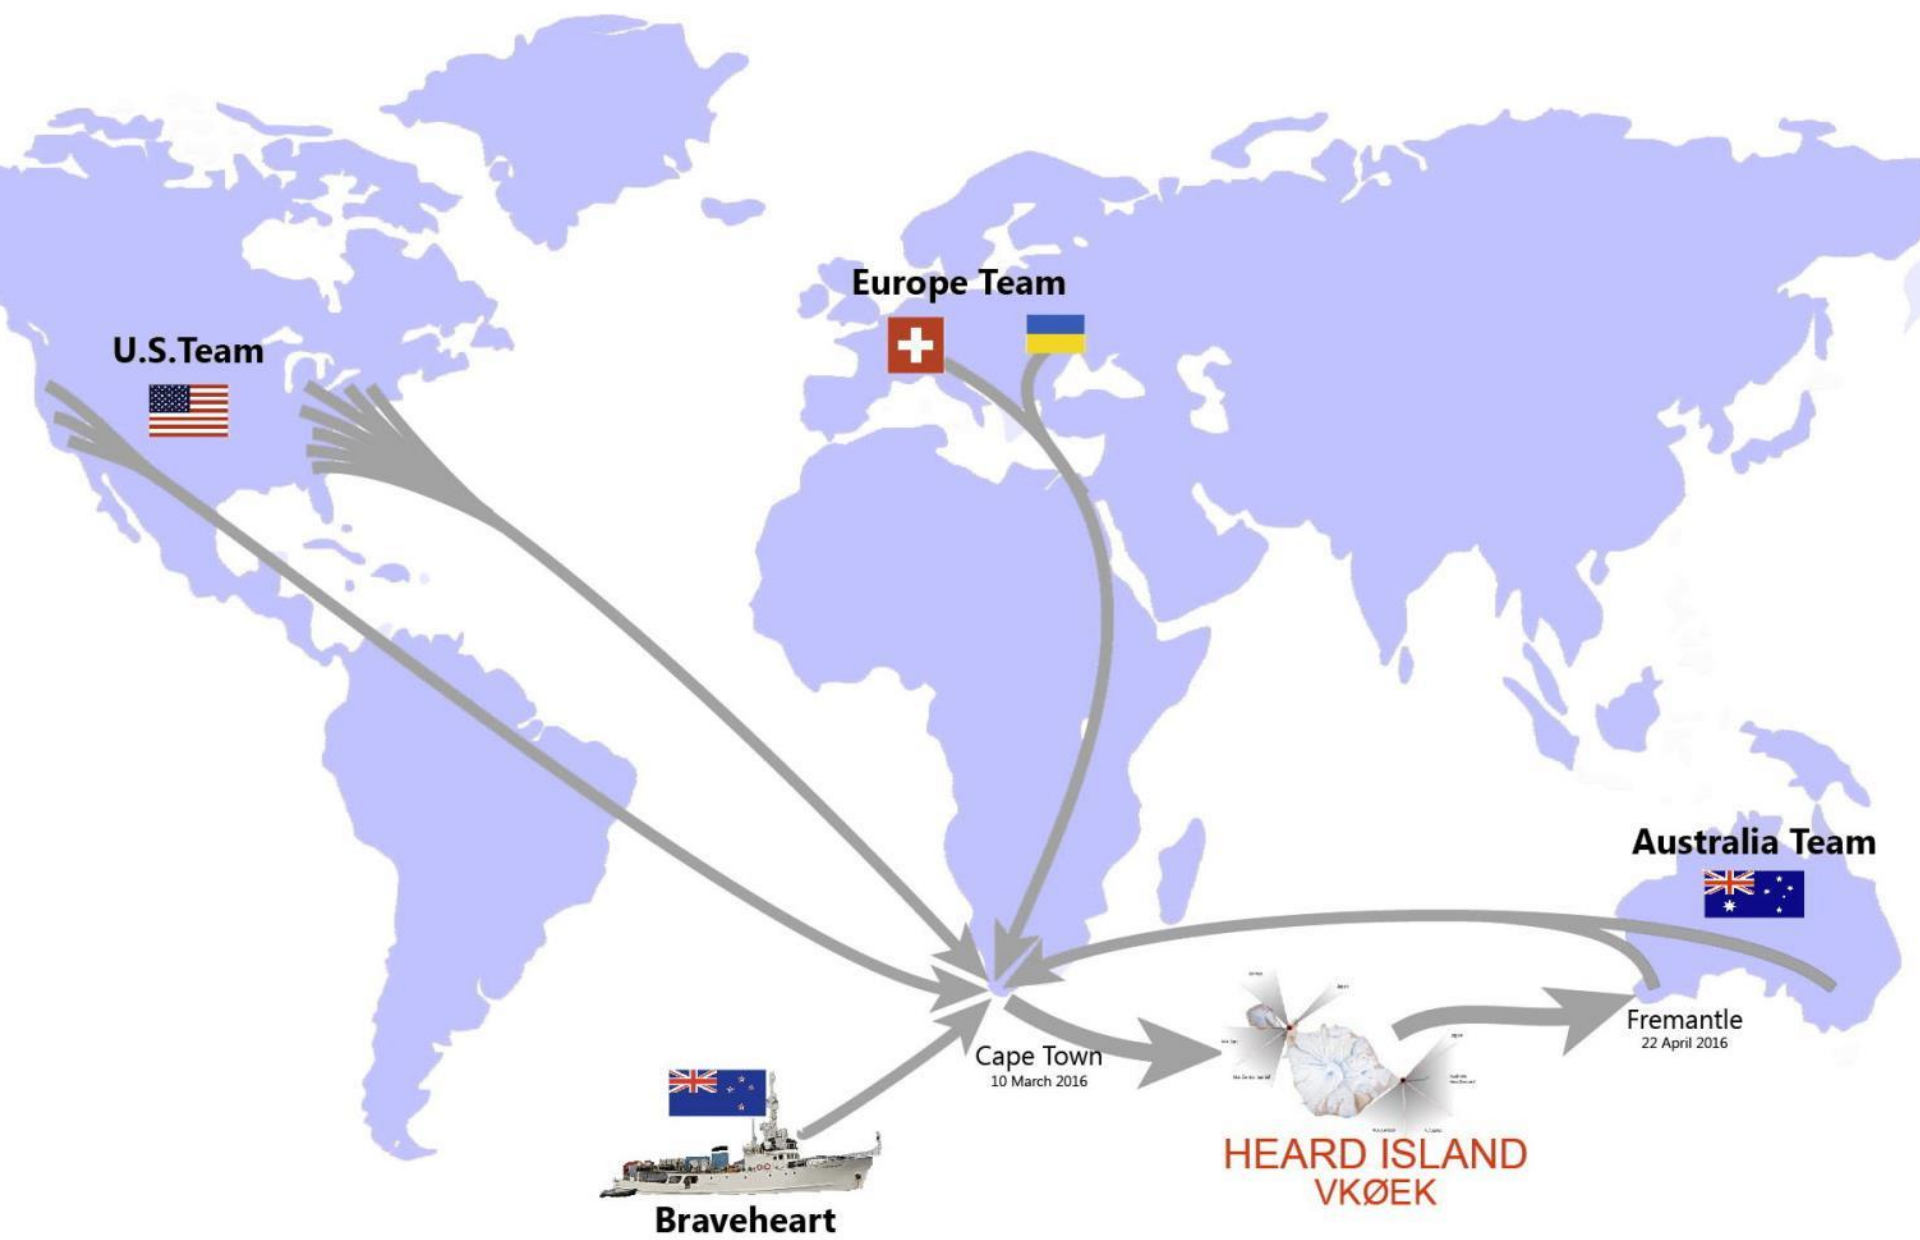 Europe Team
U.S.Team
Australia Team
Fremantle
22 April 2016
Cape Town
10 March 2016
HEARD ISLAND
VKØEK
Braveheart